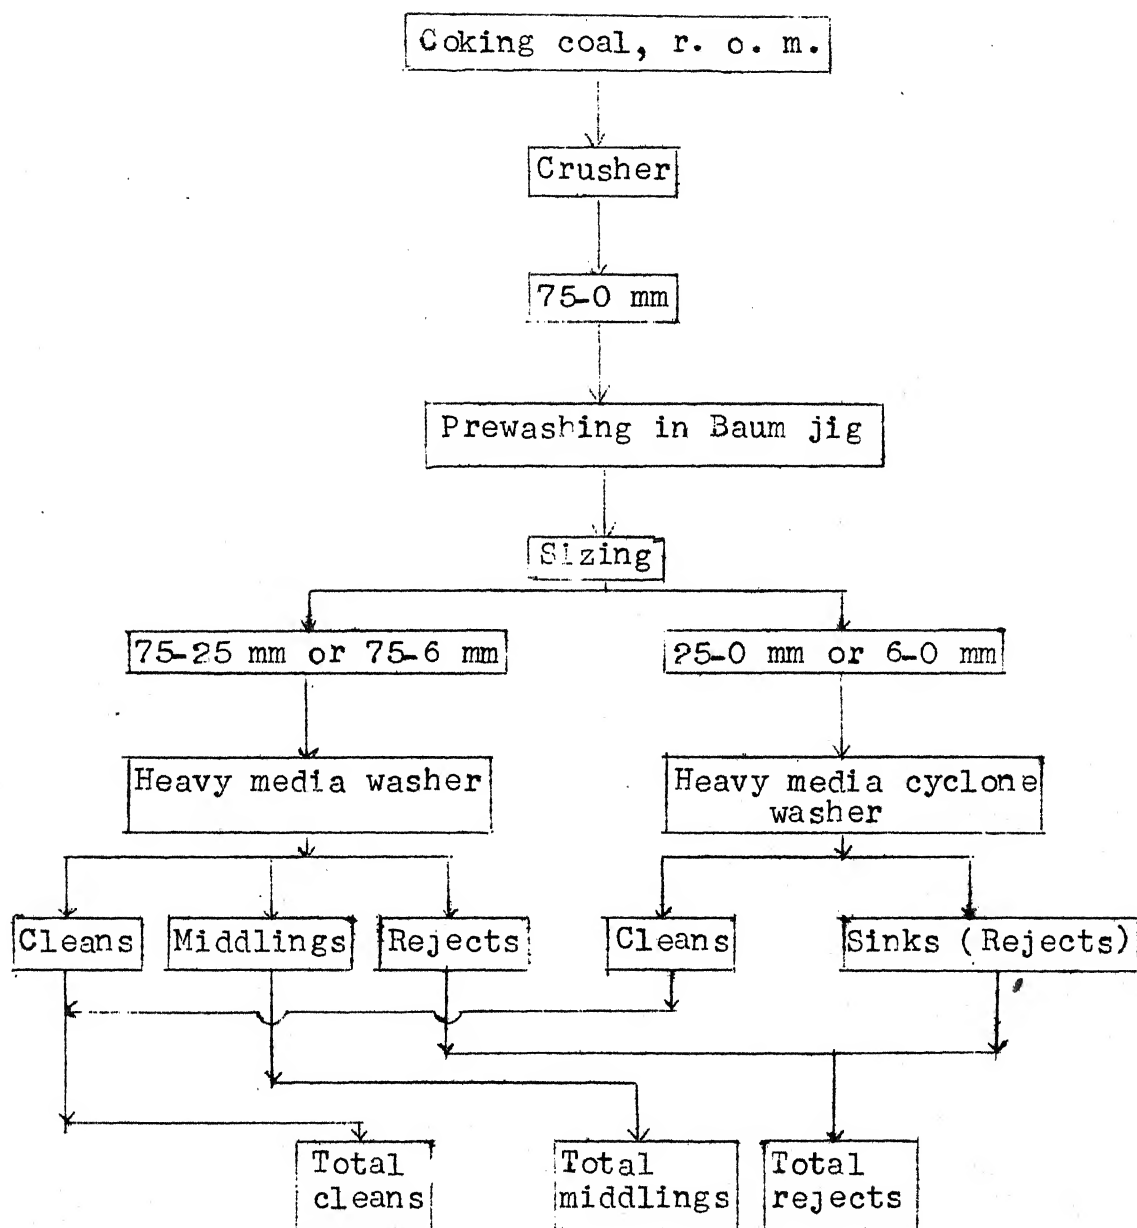 Coking coal, r. o. m.
Crusher
75-0 mm
Prewashing in Baum jig
Sizing
75-25 mm or 75-6 mm
25-0 mm or 6-0 mm
Heavy media washer
Heavy media cyclone
washer
Cleans
Middlings
Rejects
Cleans
Sinks (Rejects)
Total
cleans
Total
middlings
Total
rejects